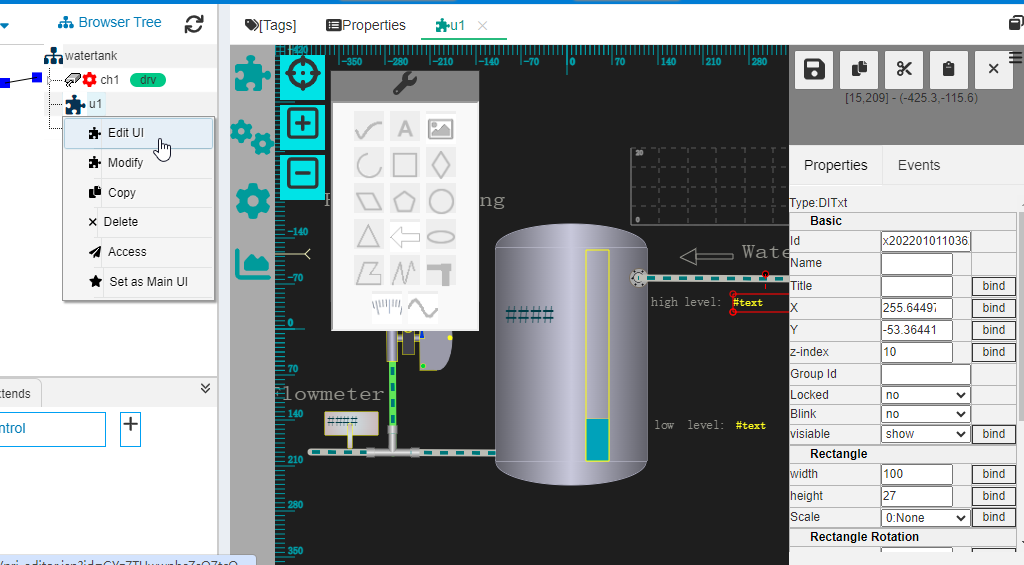 Browser Tree
watertank
ch1 drv
u1
Edit UI
Modify
Copy
Delete
Access
Set as Main UI
tends
ntrol
+
[Tags]
Properties
u1
-350 -280 -210 -140 -70 0 70 140 210 280
-140
-70
0
70
140
210
280
350
A
ng
30
0
Wate
high level: #text
####
lowmeter
####
low level: #text
[15,209] - (-425.3,-115.6)
Properties
Events
Type:DITxt
Basic
Id x202201011036
Name
Title bind
X 255.6449 bind
Y -53.36441 bind
z-index 10 bind
Group Id
Locked no
Blink no
visiable show bind
Rectangle
width 100 bind
height 27 bind
Scale 0:None bind
Rectangle Rotation